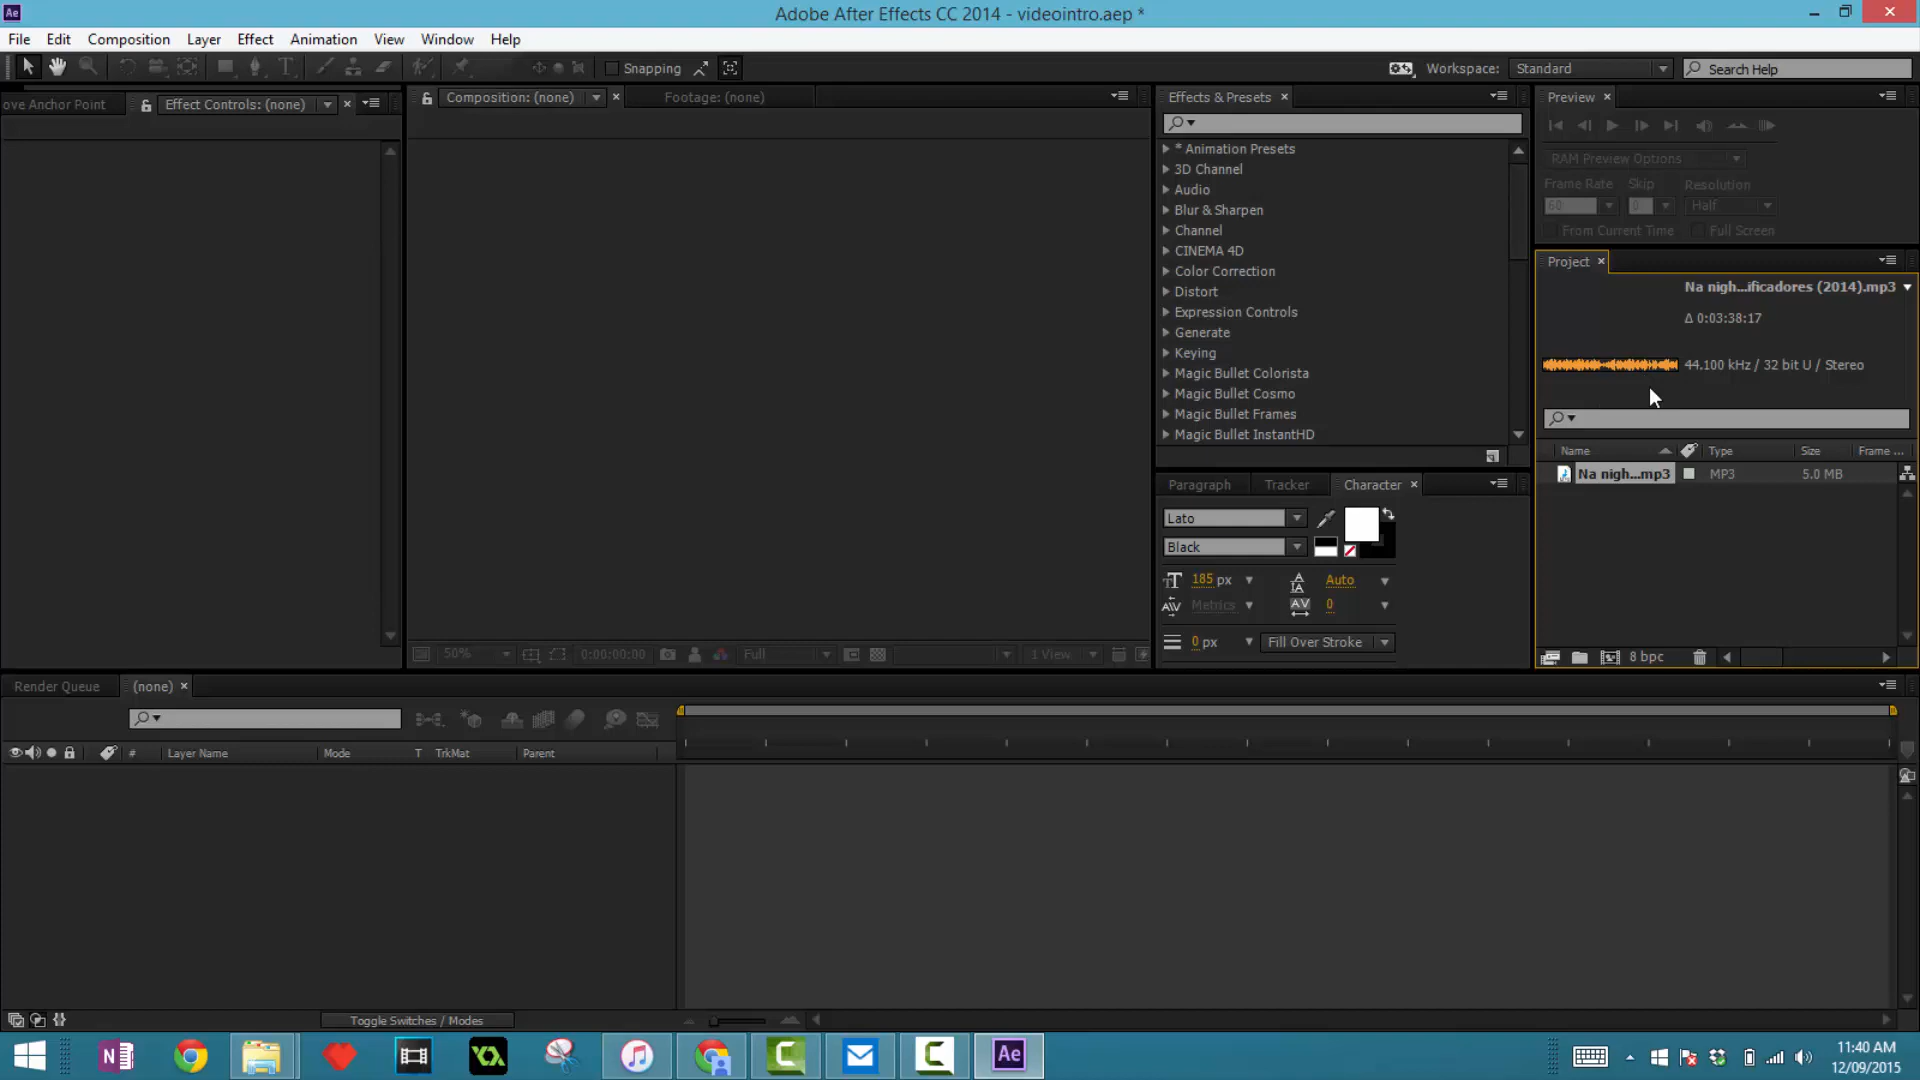 Ae
Adobe After Effects CC 2014 - videointro.aep *
File Edit Composition Layer Effect Animation View Window Help
Snapping
Workspace: Standard
Search Help
ove Anchor Point
Effect Controls: (none)
Composition: (none)
Footage: (none)
Effects & Presets
* Animation Presets
3D Channel
Audio
Blur & Sharpen
Channel
CINEMA 4D
Color Correction
Distort
Expression Controls
Generate
Keying
Magic Bullet Colorista
Magic Bullet Cosmo
Magic Bullet Frames
Magic Bullet InstantHD
Preview
RAM Preview Options
Frame Rate Skip Resolution
60 0 Half
From Current Time Full Screen
Project
Na nigh...ificadores (2014).mp3
Δ 0:03:38:17
44.100 kHz / 32 bit U / Stereo
Name Type Size Frame ...
Na nigh...mp3 MP3 5.0 MB
8 bpc
Paragraph Tracker Character
Lato
Black
185 px Auto
Metrics 0
0 px Fill Over Stroke
50% 0:00:00:00 Full 1 View
Render Queue (none)
# Layer Name Mode T TrkMat Parent
Toggle Switches / Modes
Ae
11:40 AM
12/09/2015